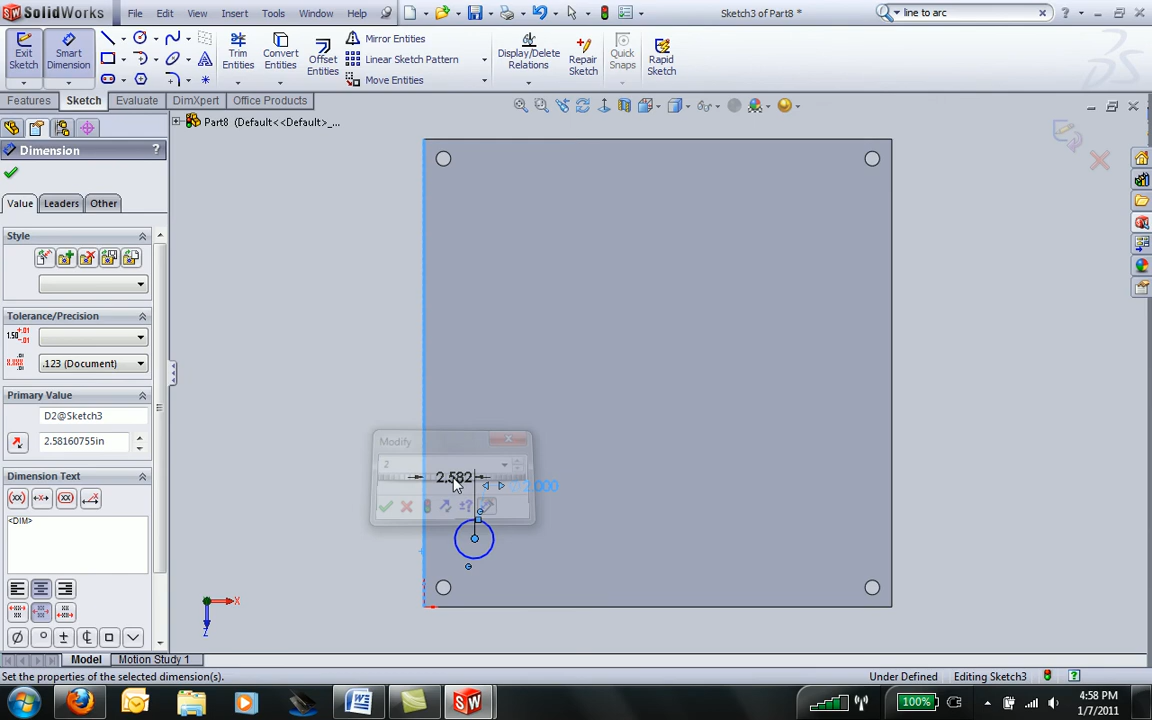 SolidWorks
File Edit View Insert Tools Window Help
Sketch3 of Part8 *
line to arc
Exit Sketch
Smart Dimension
Trim Entities
Convert Entities
Offset Entities
Mirror Entities
Linear Sketch Pattern
Move Entities
Display/Delete Relations
Repair Sketch
Quick Snaps
Rapid Sketch
Features Sketch Evaluate DimXpert Office Products
Part8 (Default<<Default>_...
Dimension ?
Value Leaders Other
Style
Tolerance/Precision
.123 (Document)
Primary Value
D2@Sketch3
2.58160755in
Dimension Text
<DIM>
Modify
2
2.582
2.000
X
Z
Model Motion Study 1
Set the properties of the selected dimension(s).
Under Defined Editing Sketch3
100%
4:58 PM
1/7/2011